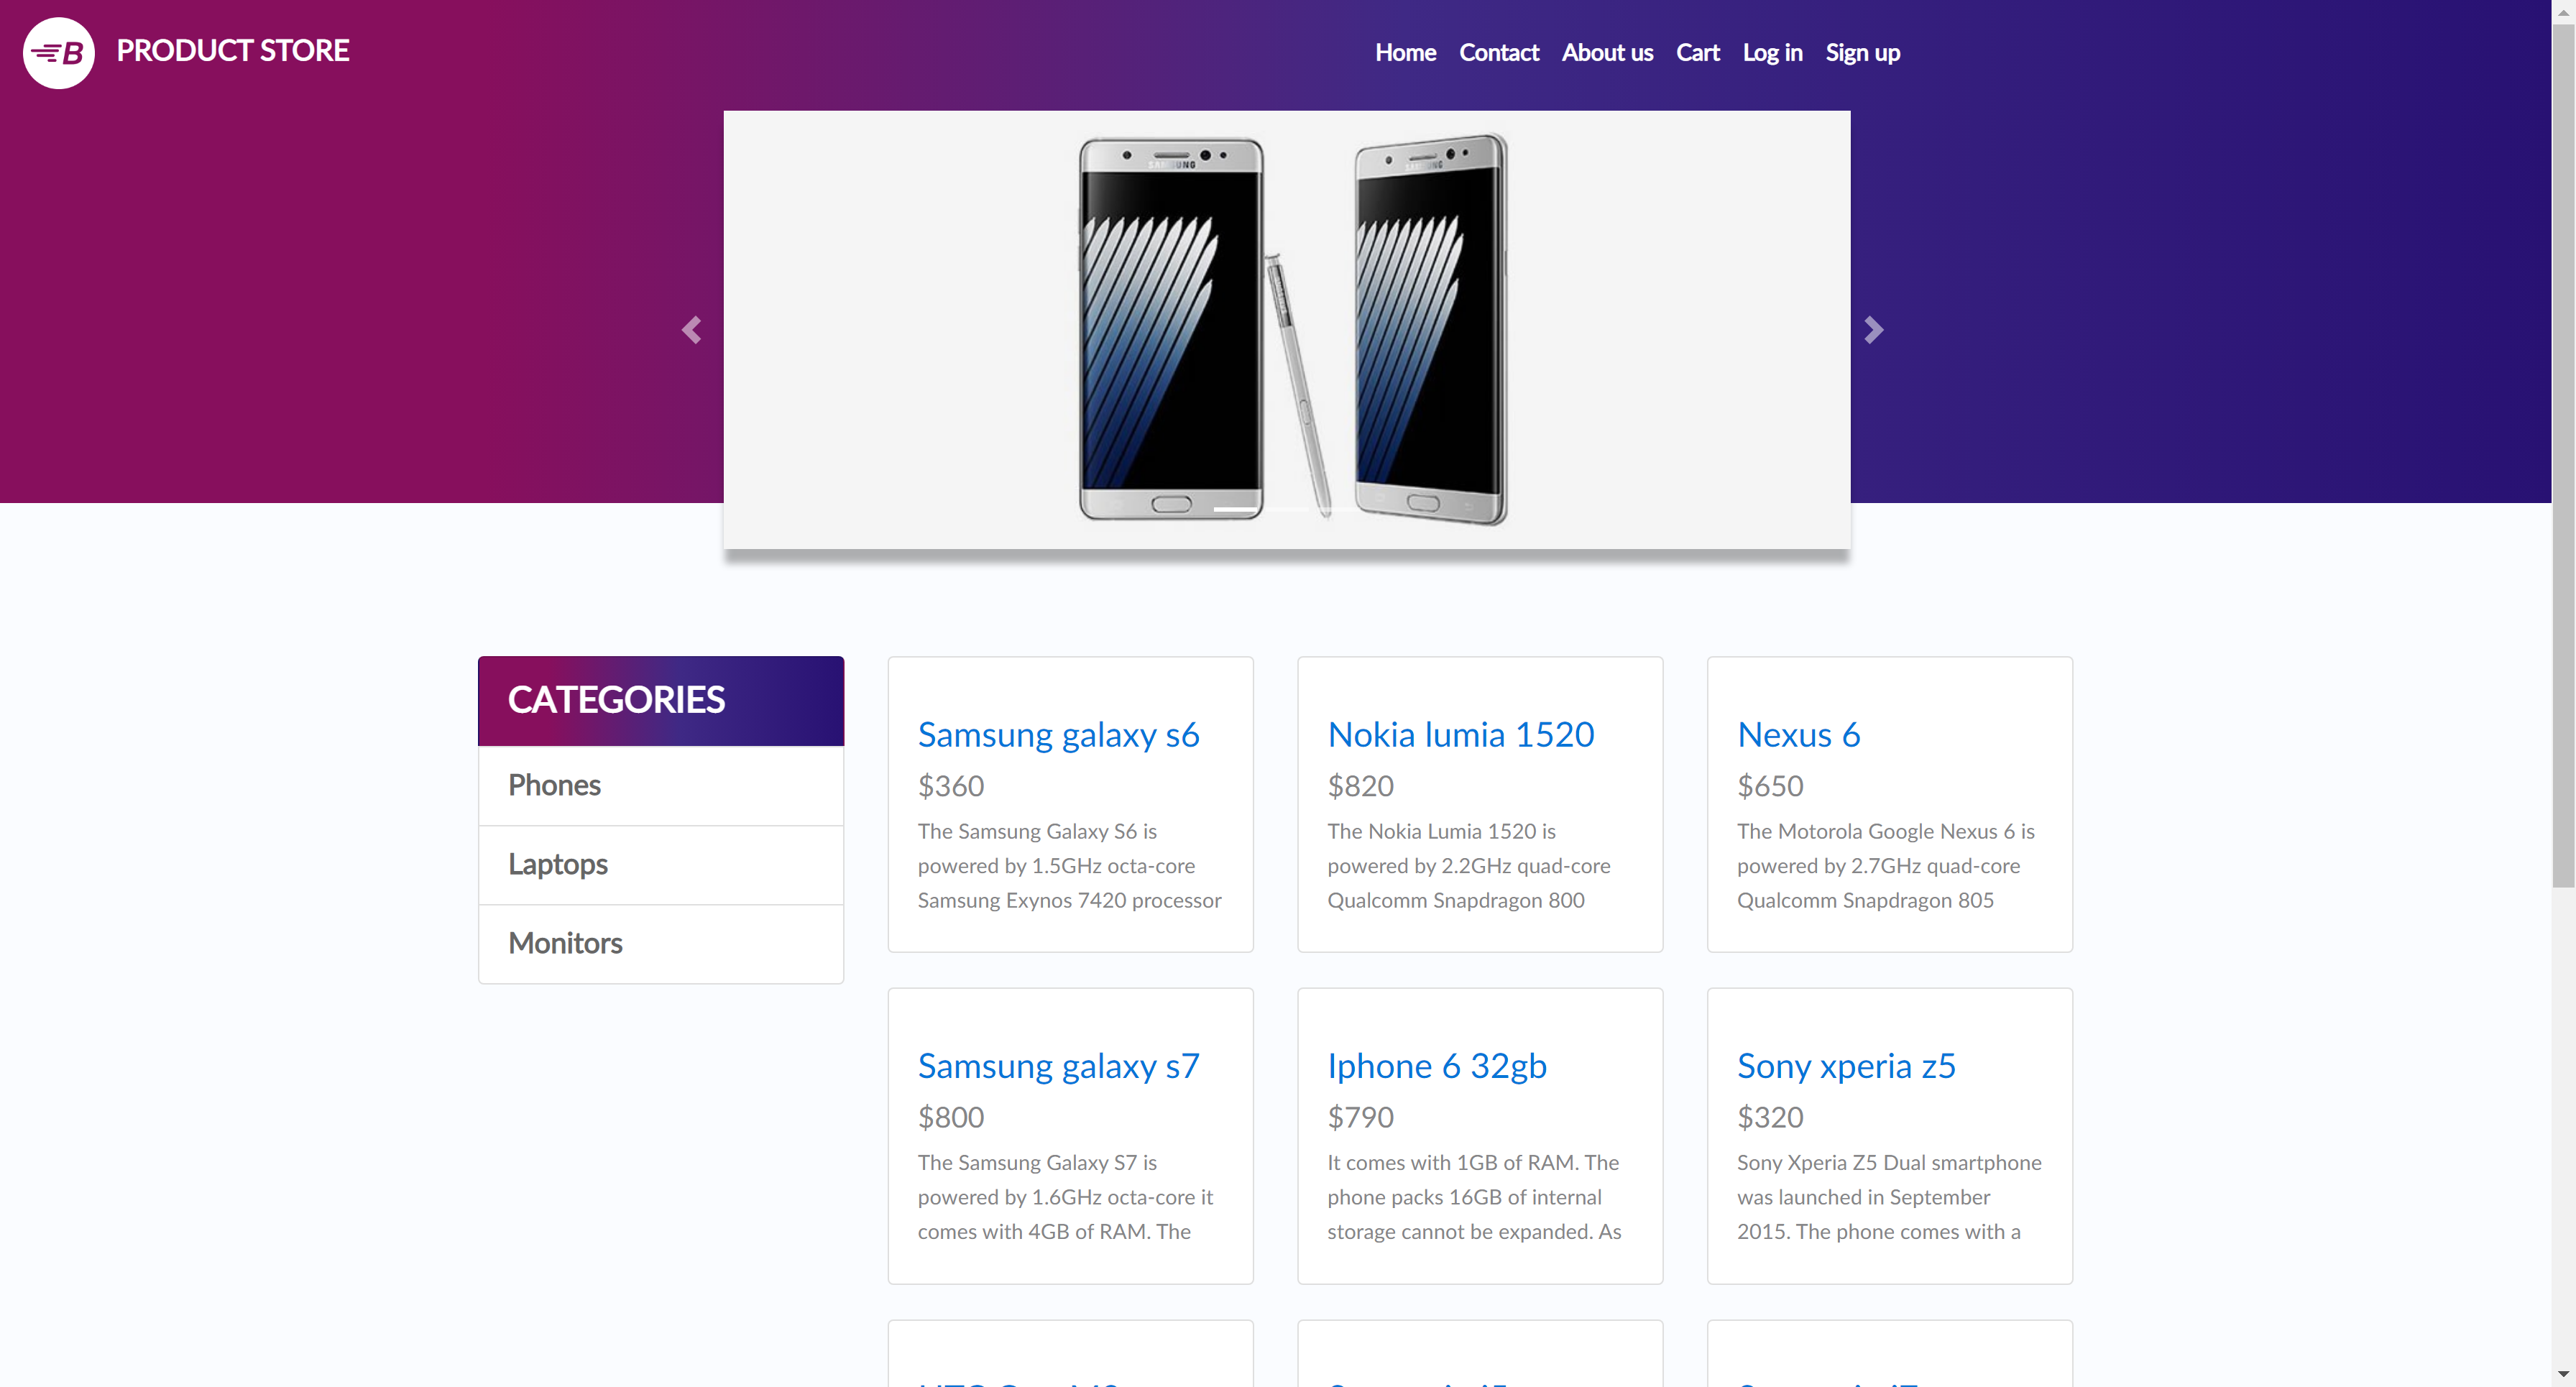 B PRODUCT STORE
Home Contact About us Cart Log in Sign up
SAMSUNG SAMSUNG
CATEGORIES
Phones
Laptops
Monitors
Samsung galaxy s6
$360
The Samsung Galaxy S6 is
powered by 1.5GHz octa-core
Samsung Exynos 7420 processor
Nokia lumia 1520
$820
The Nokia Lumia 1520 is
powered by 2.2GHz quad-core
Qualcomm Snapdragon 800
Nexus 6
$650
The Motorola Google Nexus 6 is
powered by 2.7GHz quad-core
Qualcomm Snapdragon 805
Samsung galaxy s7
$800
The Samsung Galaxy S7 is
powered by 1.6GHz octa-core it
comes with 4GB of RAM. The
Iphone 6 32gb
$790
It comes with 1GB of RAM. The
phone packs 16GB of internal
storage cannot be expanded. As
Sony xperia z5
$320
Sony Xperia Z5 Dual smartphone
was launched in September
2015. The phone comes with a